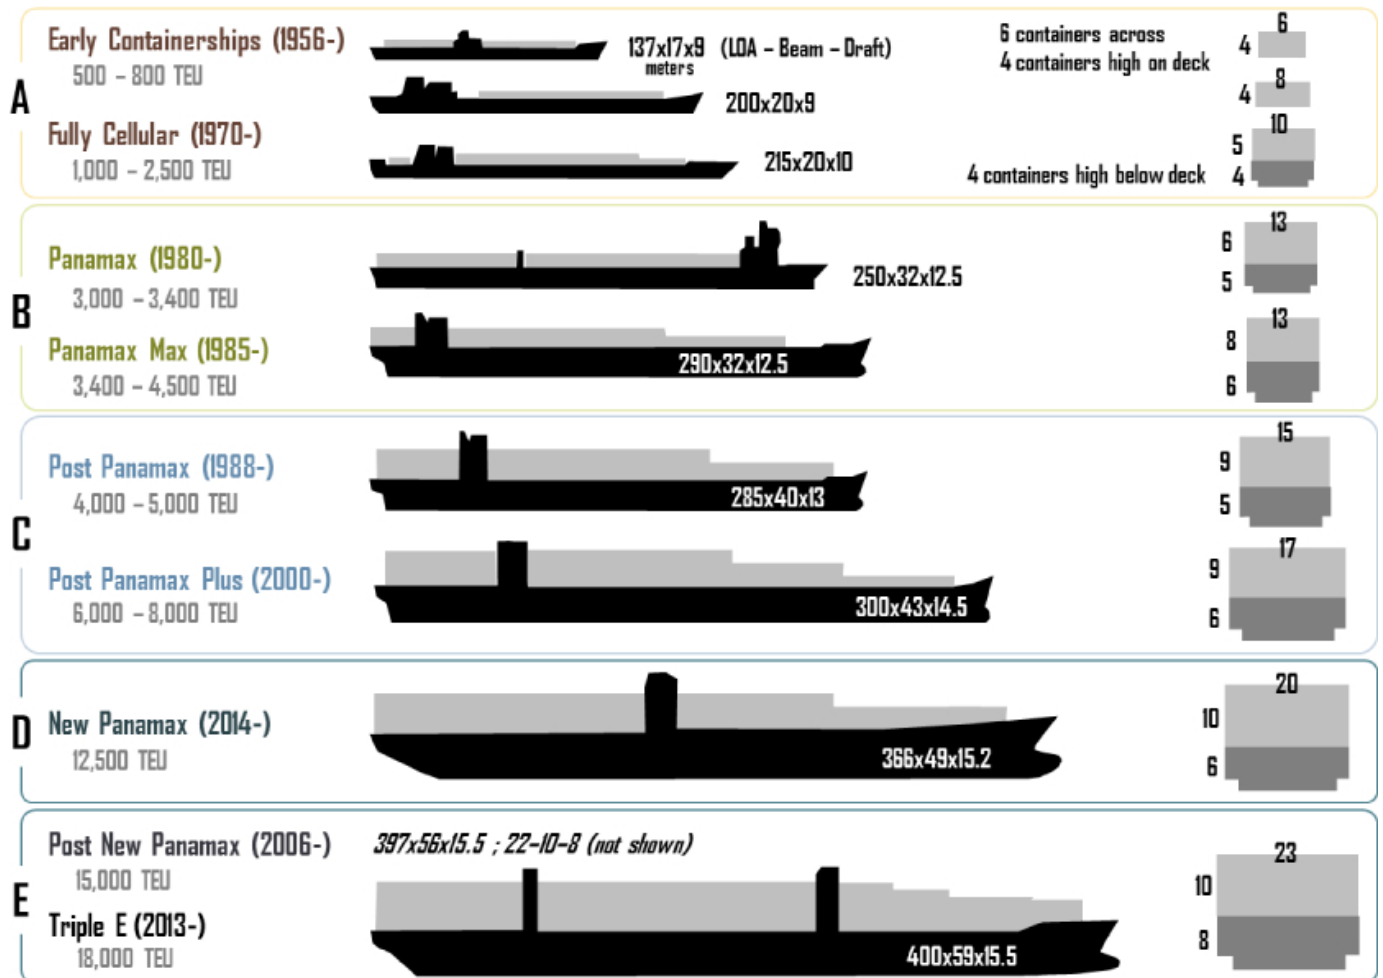 A
Early Containerships (1956-)
500 – 800 TEU
137x17x9 (LOA – Beam – Draft)
meters
6 containers across
4 containers high on deck
6
4
200x20x9
8
4
Fully Cellular (1970-)
1,000 – 2,500 TEU
215x20x10
4 containers high below deck
10
5
4
B
Panamax (1980-)
3,000 – 3,400 TEU
250x32x12.5
13
6
5
Panamax Max (1985-)
3,400 – 4,500 TEU
290x32x12.5
13
8
6
C
Post Panamax (1988-)
4,000 – 5,000 TEU
285x40x13
15
9
5
Post Panamax Plus (2000-)
6,000 – 8,000 TEU
300x43x14.5
17
9
6
D
New Panamax (2014-)
12,500 TEU
366x49x15.2
20
10
6
E
Post New Panamax (2006-)
15,000 TEU
397x56x15.5 ; 22–10–8 (not shown)
Triple E (2013-)
18,000 TEU
400x59x15.5
23
10
8